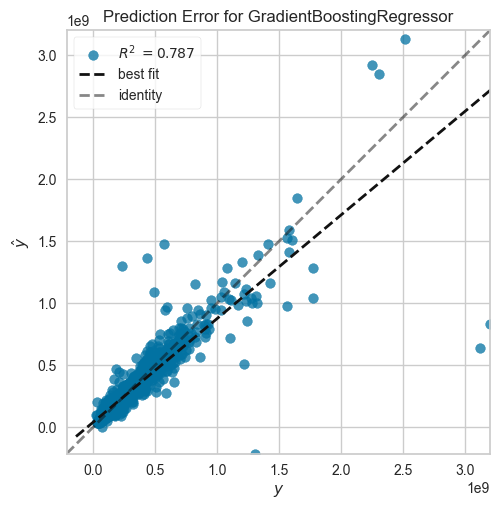 Prediction Error for GradientBoostingRegressor
1e9
R² = 0.787
best fit
identity
3.0
2.5
2.0
1.5
1.0
0.5
0.0
ŷ
0.0 0.5 1.0 1.5 2.0 2.5 3.0
y
1e9